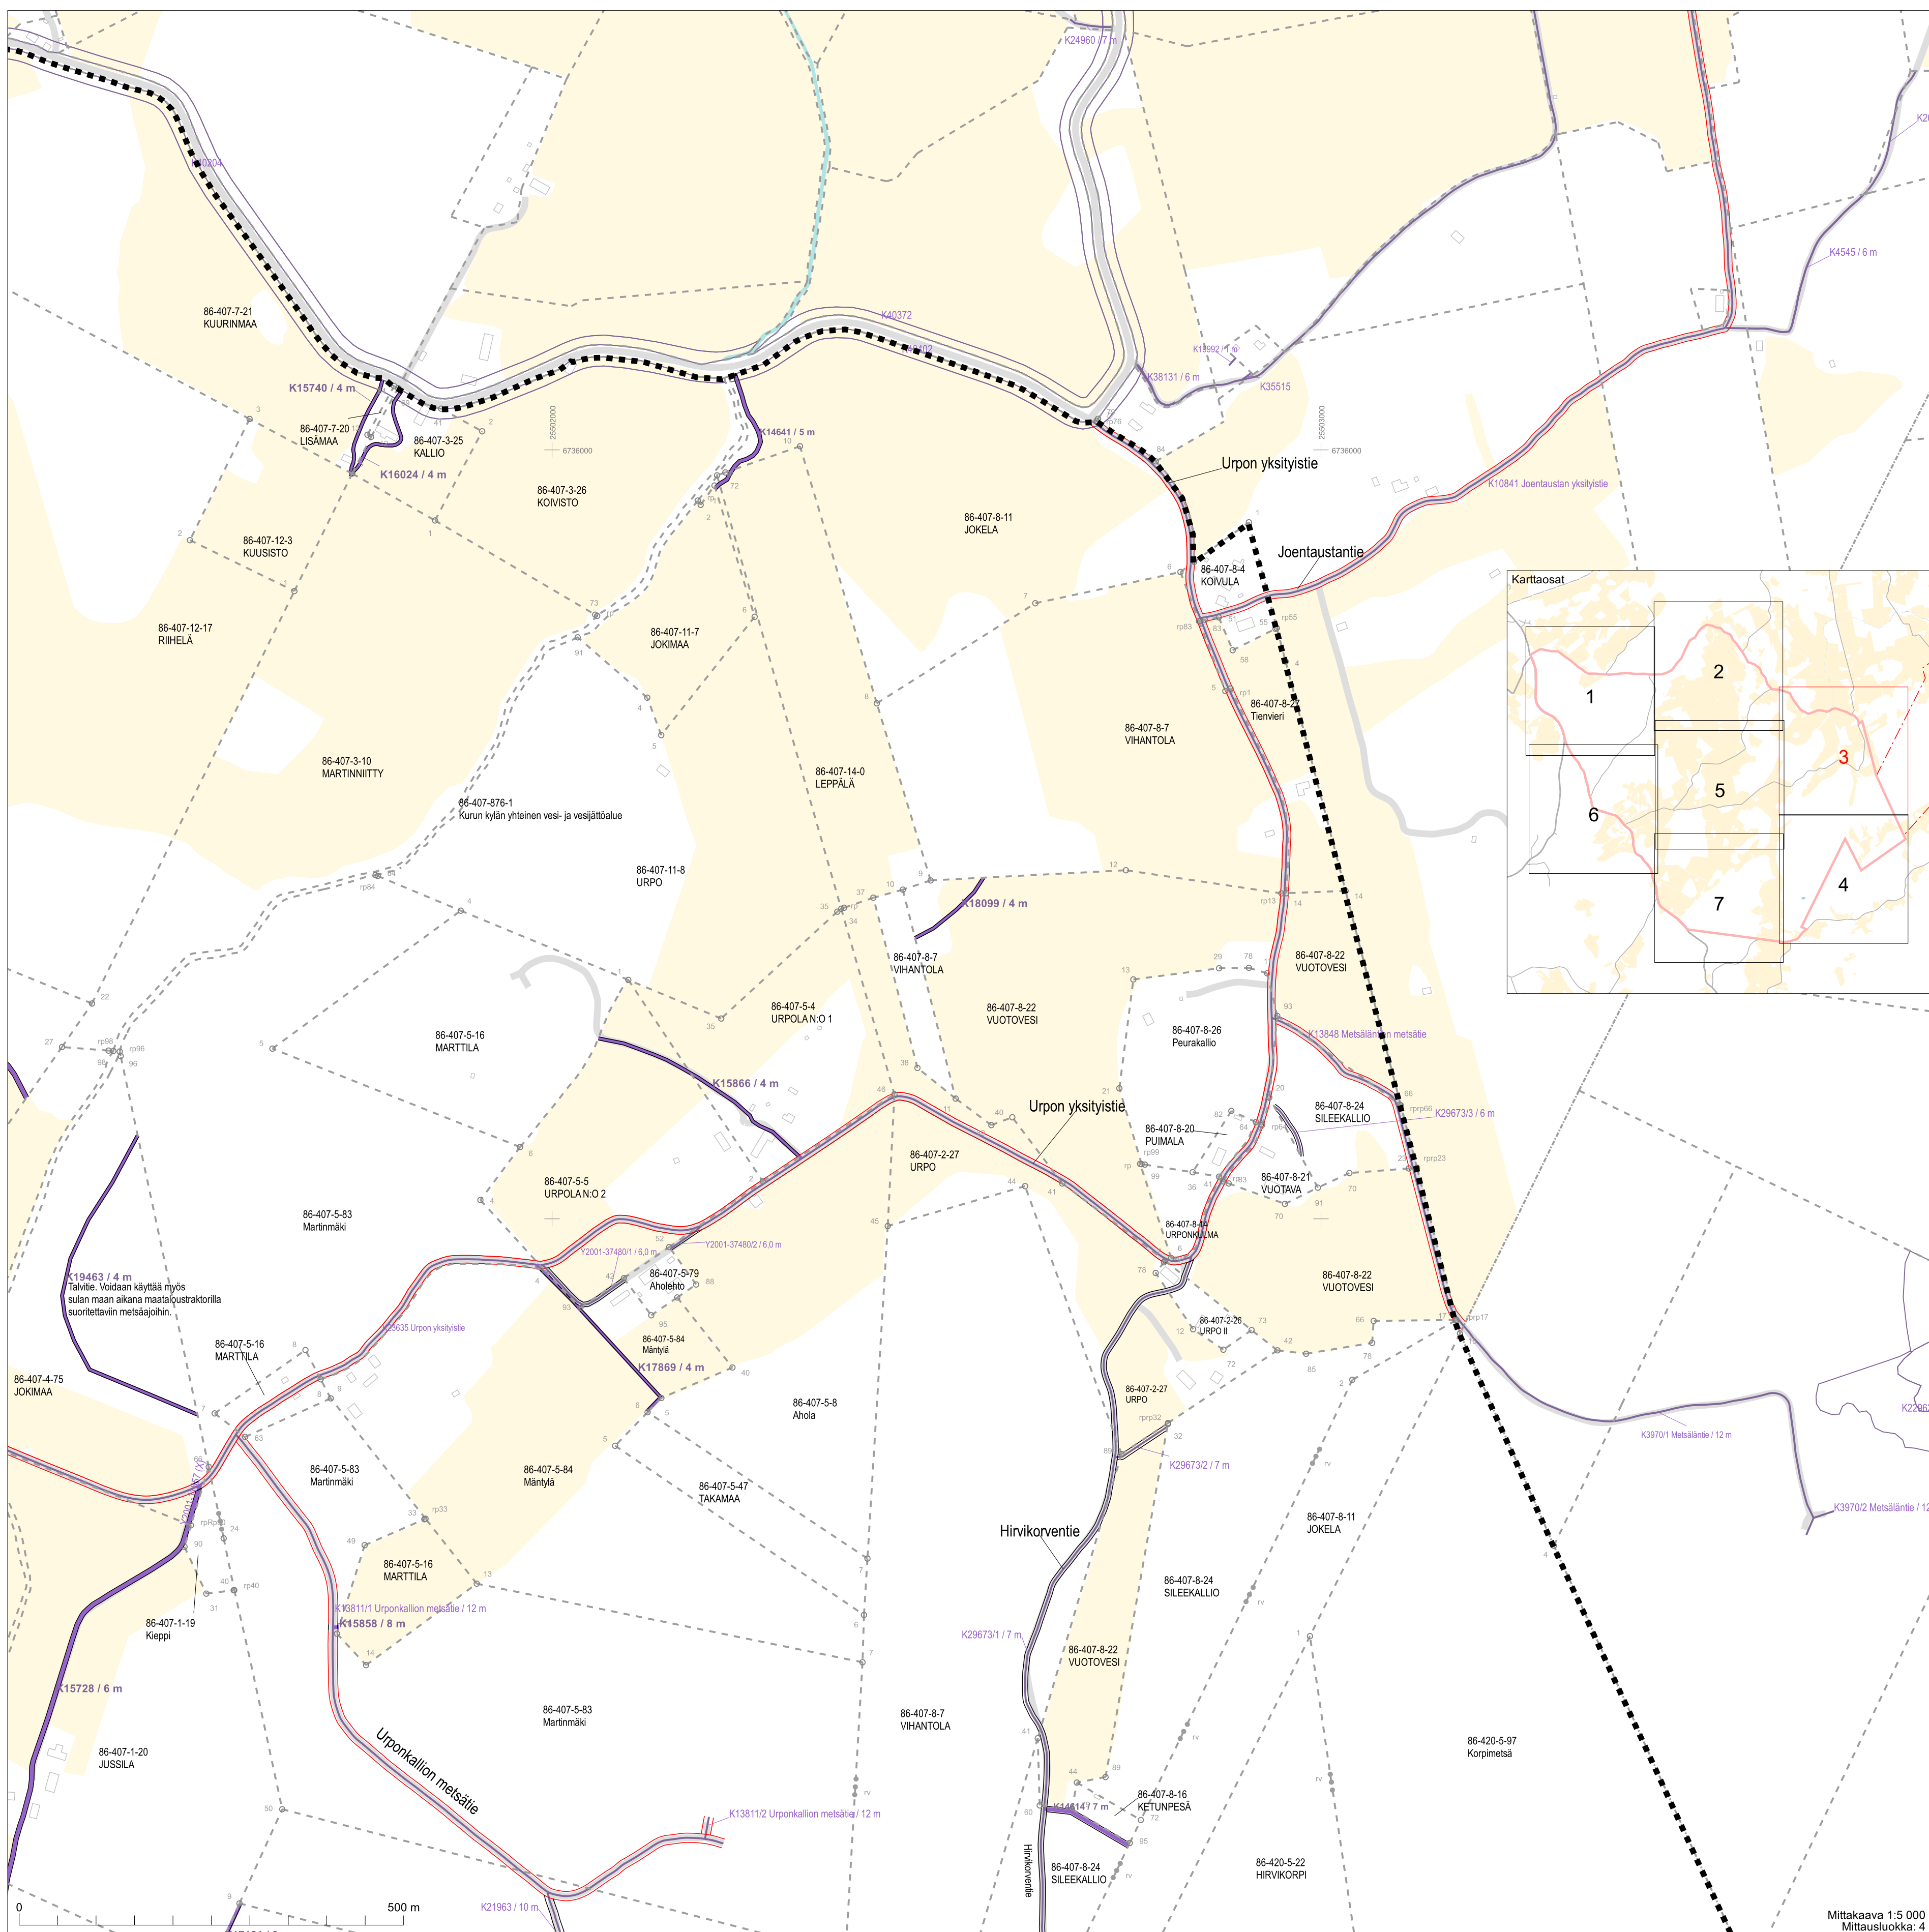 K24960 / 7 m
K40204
K4545 / 6 m
86-407-7-21
KUURINMAA
K40372
K15740 / 4 m
K19992 / 1 m
K38131 / 6 m
K35515
86-407-7-20
LISÄMAA
86-407-3-25
KALLIO
K16024 / 4 m
K14641 / 5 m
25502000
6736000
25503000
6736000
Urpon yksityistie
K10841 Joentaustan yksityistie
86-407-3-26
KOIVISTO
86-407-8-11
JOKELA
86-407-12-3
KUUSISTO
Joentaustantie
86-407-8-4
KOIVULA
Karttaosat
1
2
3
4
5
6
7
86-407-12-17
RIIHELÄ
86-407-11-7
JOKIMAA
86-407-8-27
Tienvieri
86-407-8-7
VIHANTOLA
86-407-3-10
MARTINNIITTY
86-407-14-0
LEPPÄLÄ
86-407-876-1
Kurun kylän yhteinen vesi- ja vesijättöalue
86-407-11-8
URPO
K18099 / 4 m
86-407-8-7
VIHANTOLA
86-407-8-22
VUOTOVESI
86-407-5-4
URPOLA N:O 1
86-407-8-22
VUOTOVESI
86-407-5-16
MARTTILA
86-407-8-26
Peurakallio
K13848 Metsäläntien metsätie
K15866 / 4 m
Urpon yksityistie
86-407-8-24
SILEEKALLIO
K29673/3 / 6 m
86-407-8-20
PUIMALA
86-407-2-27
URPO
86-407-8-21
VUOTAVA
86-407-5-5
URPOLA N:O 2
86-407-5-83
Martinmäki
86-407-8-14
URPONKULMA
Y2001-37480/1 / 6,0 m
Y2001-37480/2 / 6,0 m
86-407-5-79
Aholehto
86-407-8-22
VUOTOVESI
K19463 / 4 m
Talvitie. Voidaan käyttää myös
sulan maan aikana maataloustraktorilla
suoritettaviin metsäajoihin.
K23635 Urpon yksityistie
86-407-2-26
URPO II
86-407-5-84
Mäntylä
K17869 / 4 m
86-407-5-16
MARTTILA
86-407-4-75
JOKIMAA
86-407-5-8
Ahola
86-407-2-27
URPO
rprp32
K3970/1 Metsäläntie / 12 m
86-407-5-83
Martinmäki
86-407-5-84
Mäntylä
K29673/2 / 7 m
86-407-5-47
TAKAMAA
K3970/2 Metsäläntie / 12
86-407-8-11
JOKELA
Hirvikorventie
86-407-5-16
MARTTILA
86-407-8-24
SILEEKALLIO
K13811/1 Urponkallion metsätie / 12 m
K15858 / 8 m
86-407-1-19
Kieppi
K29673/1 / 7 m
86-407-8-22
VUOTOVESI
K15728 / 6 m
86-407-5-83
Martinmäki
86-407-8-7
VIHANTOLA
86-407-1-20
JUSSILA
86-420-5-97
Korpimetsä
Urponkallion metsätie
86-407-8-16
KETUNPESÄ
K14614 / 7 m
K13811/2 Urponkallion metsätie / 12 m
Hirvikorventie
86-407-8-24
SILEEKALLIO
86-420-5-22
HIRVIKORPI
K21963 / 10 m
0
500 m
Mittakaava 1:5 000
Mittausluokka: 4